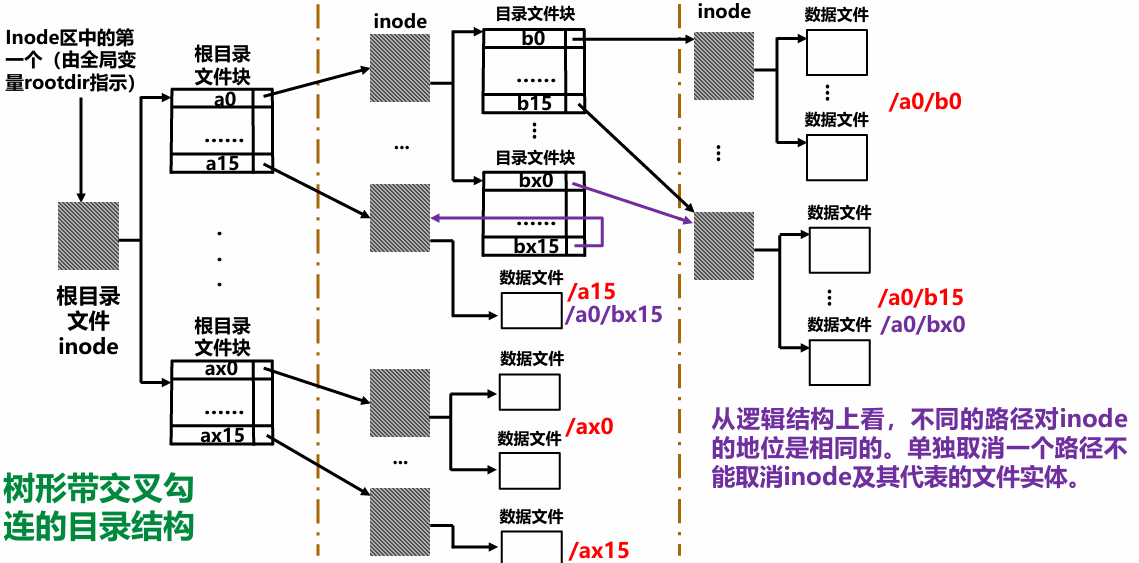 Inode区中的第
一个（由全局变
量rootdir指示）
根目录
文件块
a0
......
a15
根目录
文件
inode
根目录
文件块
ax0
......
ax15
树形带交叉勾
连的目录结构
inode
...
目录文件块
b0
......
b15
目录文件块
bx0
......
bx15
数据文件
/a15
/a0/bx15
数据文件
数据文件
/ax0
...
数据文件
/ax15
inode
数据文件
数据文件
/a0/b0
数据文件
/a0/b15
数据文件
/a0/bx0
从逻辑结构上看，不同的路径对inode
的地位是相同的。单独取消一个路径不
能取消inode及其代表的文件实体。